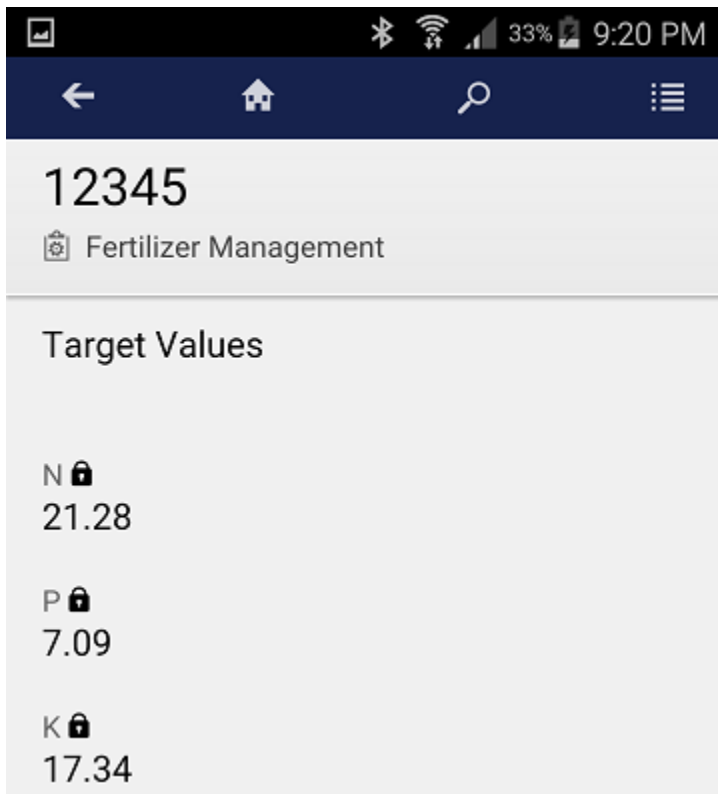 33% 9:20 PM
12345
Fertilizer Management
Target Values
N
21.28
P
7.09
K
17.34